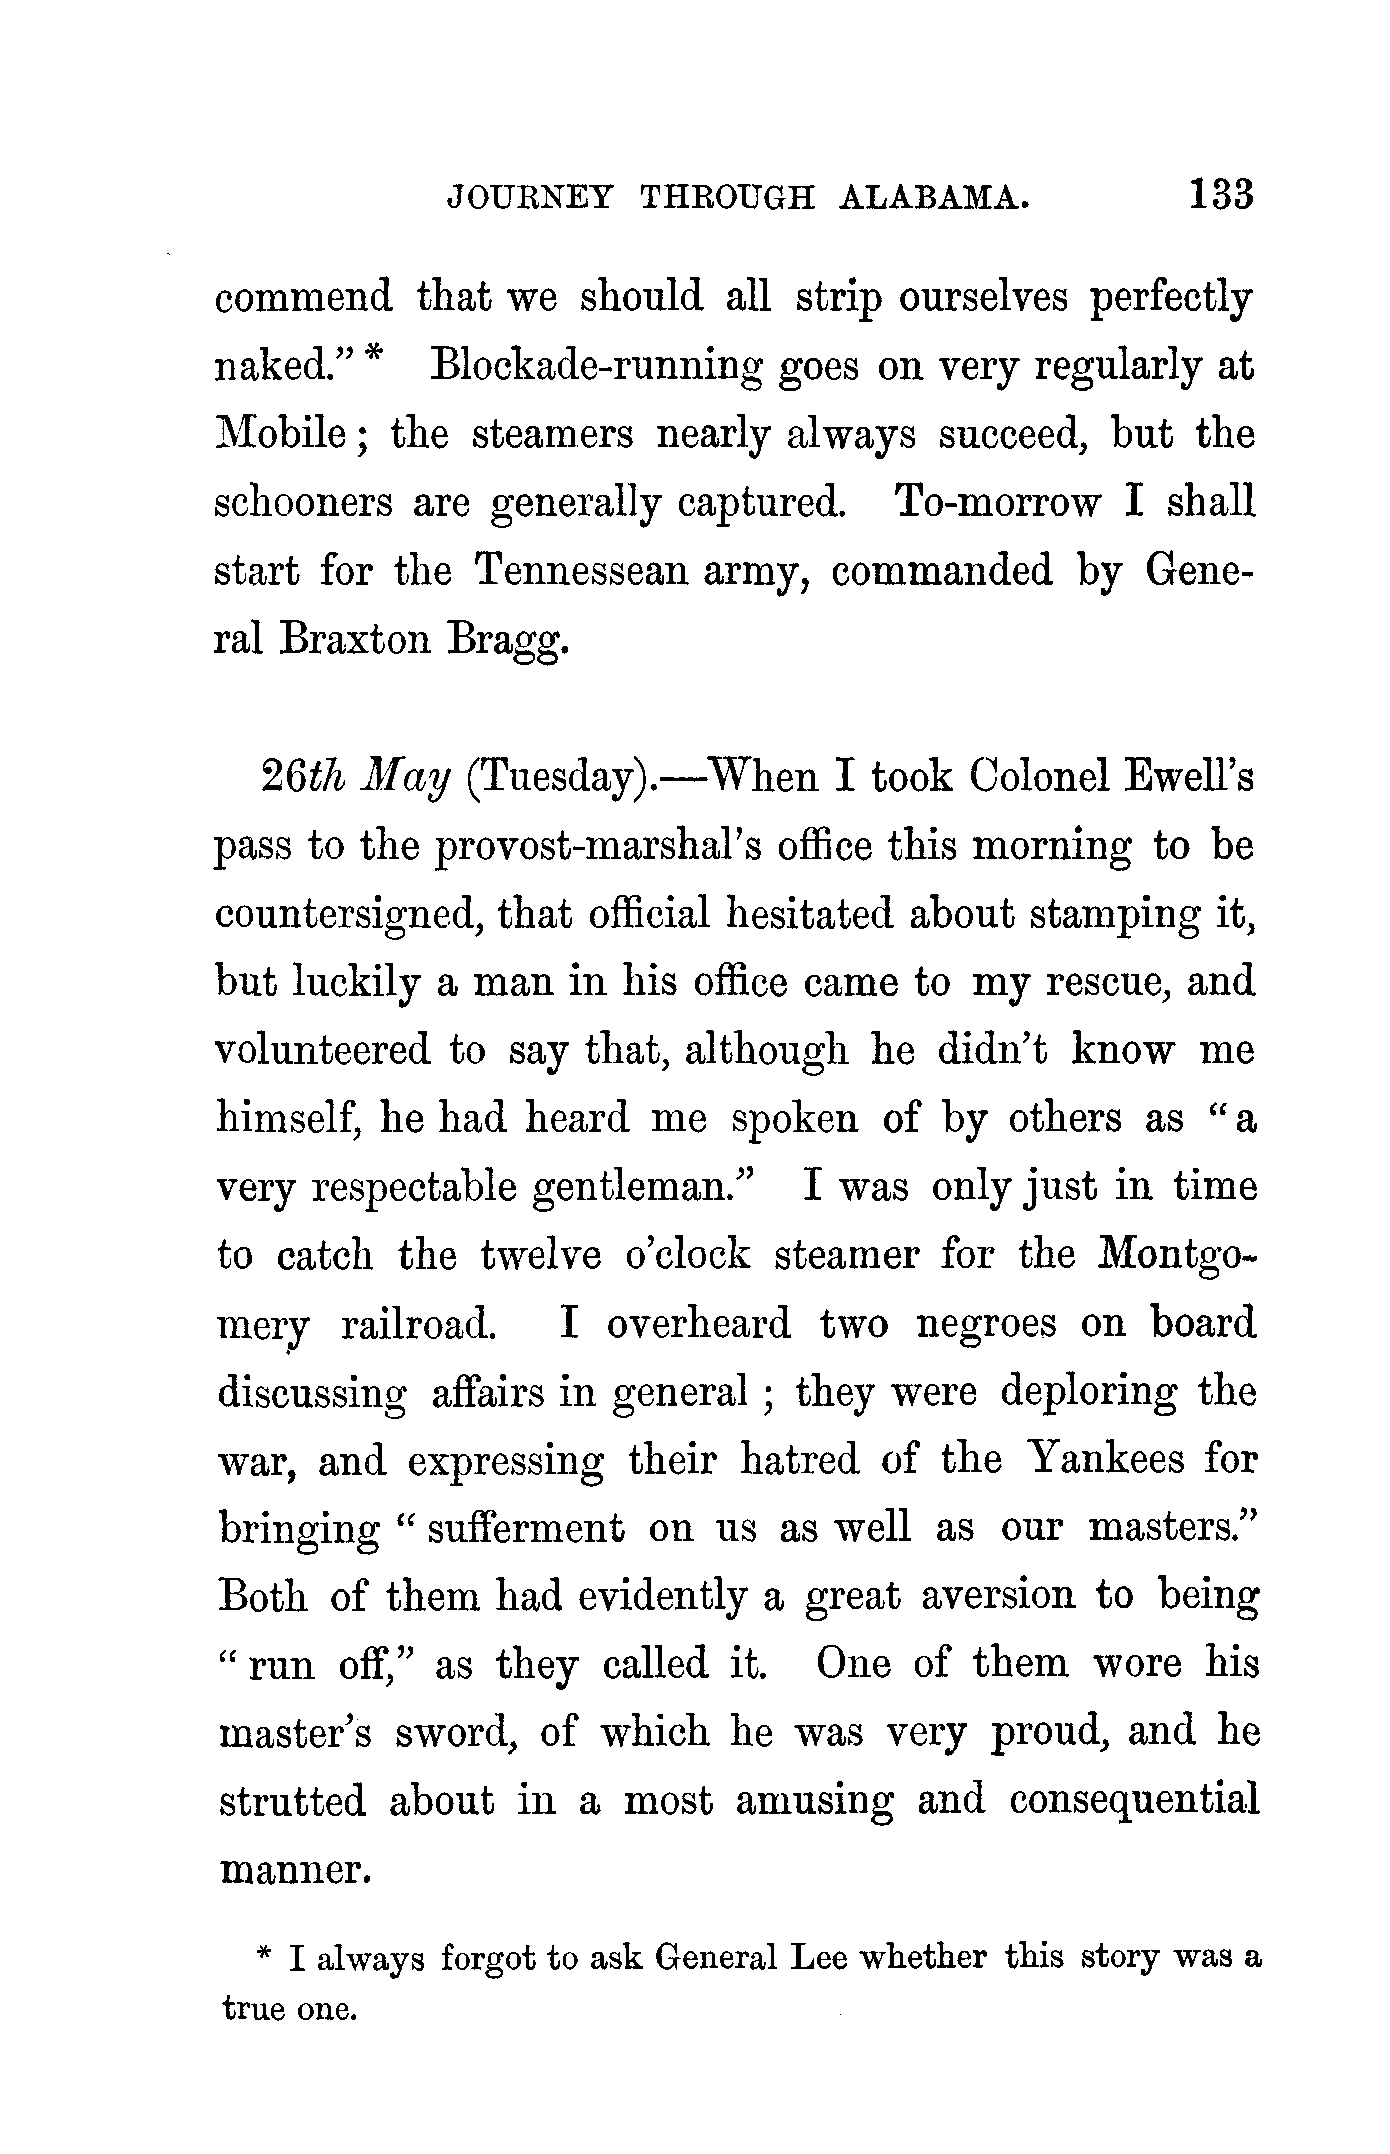 JOURNEY THROUGH ALABAMA. 133
commend that we should all strip ourselves perfectly
naked.” * Blockade-running goes on very regularly at
Mobile ; the steamers nearly always succeed, but the
schooners are generally captured. To-morrow I shall
start for the Tennessean army, commanded by Gene-
ral Braxton Bragg.
26th May (Tuesday).—When I took Colonel Ewell’s
pass to the provost-marshal’s office this morning to be
countersigned, that official hesitated about stamping it,
but luckily a man in his office came to my rescue, and
volunteered to say that, although he didn’t know me
himself, he had heard me spoken of by others as “ a
very respectable gentleman.” I was only just in time
to catch the twelve o’clock steamer for the Montgo-
mery railroad. I overheard two negroes on board
discussing affairs in general ; they were deploring the
war, and expressing their hatred of the Yankees for
bringing “ sufferment on us as well as our masters.”
Both of them had evidently a great aversion to being
“ run off,” as they called it. One of them wore his
master’s sword, of which he was very proud, and he
strutted about in a most amusing and consequential
manner.
* I always forgot to ask General Lee whether this story was a
true one.